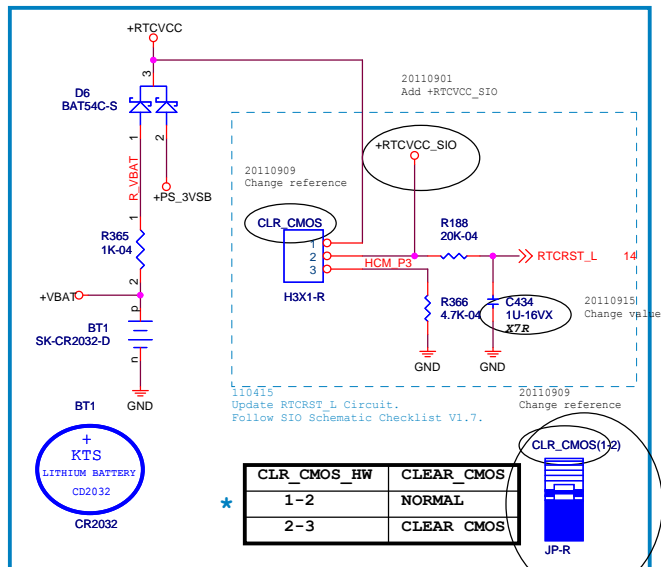 +RTCVCC
3
D6
BAT54C-S
1
2
R_VBAT
+PS_3VSB
1
R365
1K-04
2
+VBAT
p
BT1
SK-CR2032-D
n
GND
BT1
+
KTS
LITHIUM BATTERY
CD2032
CR2032
20110901
Add +RTCVCC_SIO
+RTCVCC_SIO
20110909
Change reference
CLR_CMOS
1
2
3
H3X1-R
HCM_P3
R188
20K-04
RTCRST_L 14
R366
4.7K-04
C434
1U-16VX
X7R
20110915
Change value
GND
GND
110415
Update RTCRST_L Circuit.
Follow SIO Schematic Checklist V1.7.
20110909
Change reference
CLR_CMOS(1-2)
JP-R
*
CLR_CMOS_HW CLEAR_CMOS
1-2 NORMAL
2-3 CLEAR CMOS